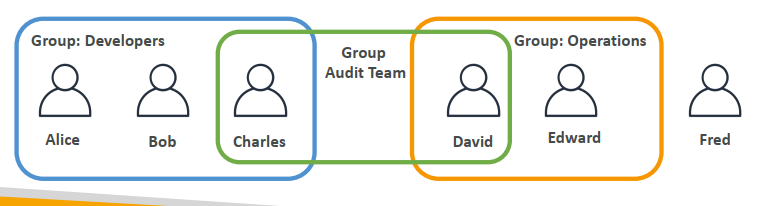 Group: Developers
Group
Audit Team
Group: Operations
Alice
Bob
Charles
David
Edward
Fred